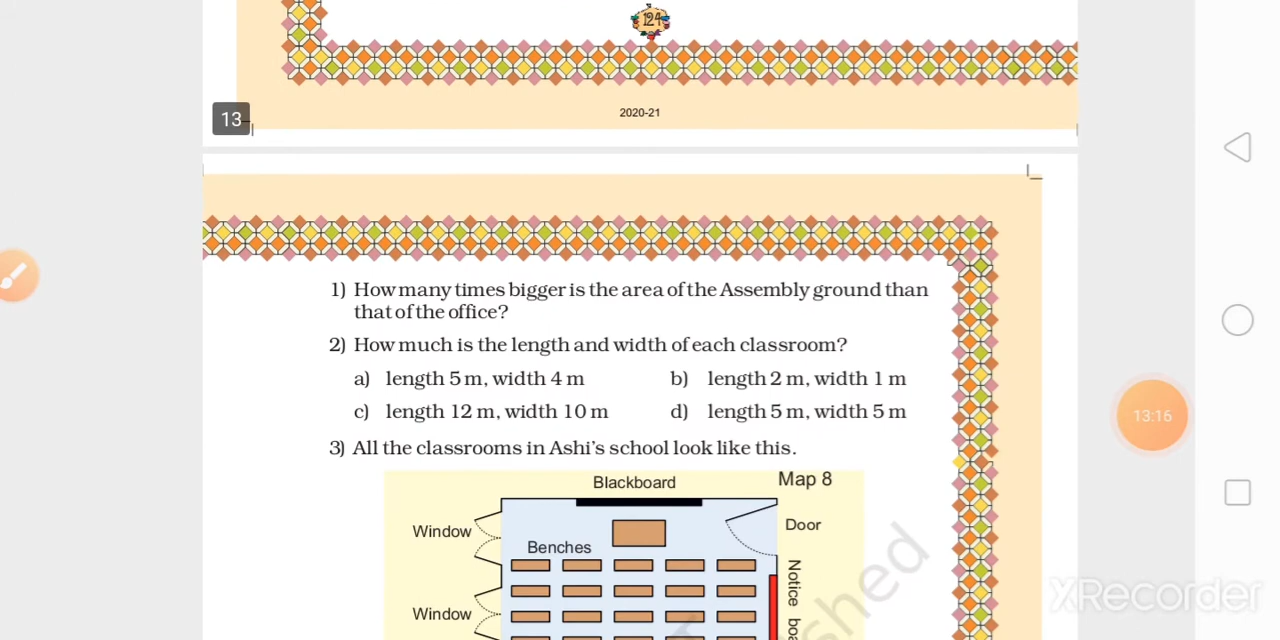 124
2020-21
13
1) How many times bigger is the area of the Assembly ground than
that of the office?
2) How much is the length and width of each classroom?
a) length 5 m, width 4 m b) length 2 m, width 1 m
c) length 12 m, width 10 m d) length 5 m, width 5 m
3) All the classrooms in Ashi's school look like this.
Blackboard
Map 8
Window
Door
Benches
Notice
Window
13:16
XRecorder